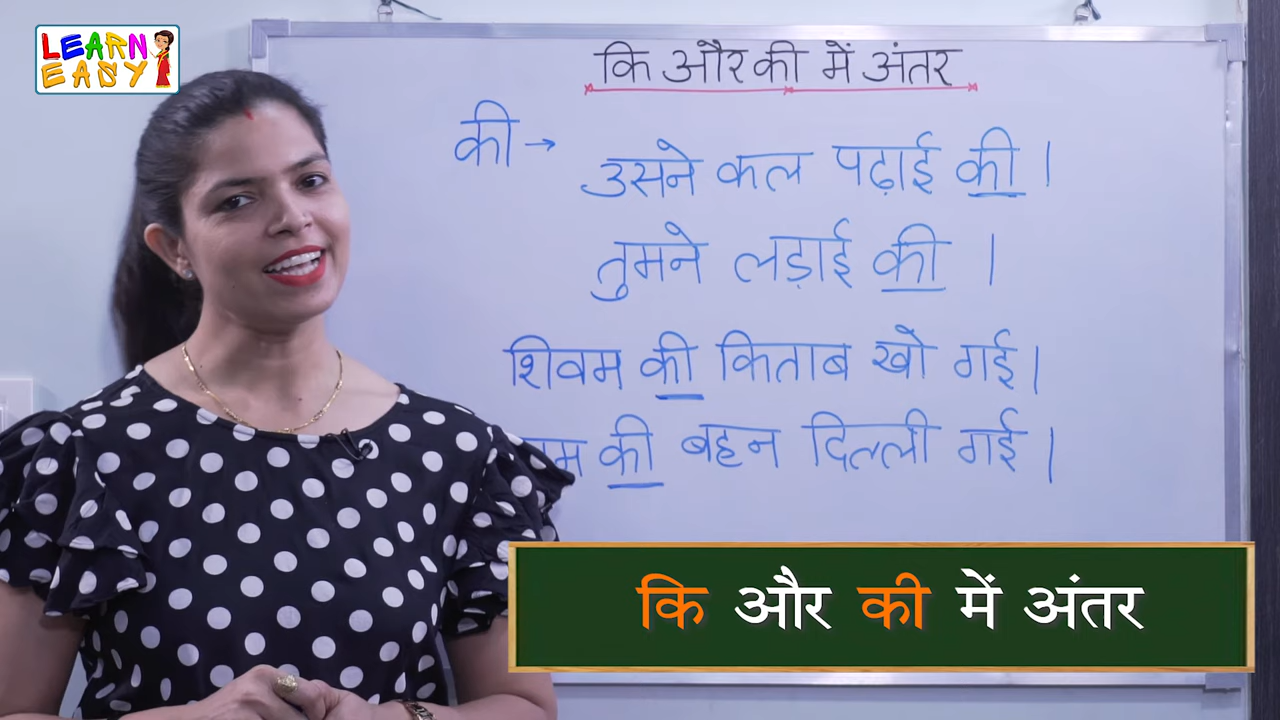 LEARN
EASY
कि और की में अंतर
की → उसने कल पढ़ाई की ।
तुमने लड़ाई की ।
शिवम की किताब खो गई ।
की बहन दिल्ली गई ।
कि और की में अंतर